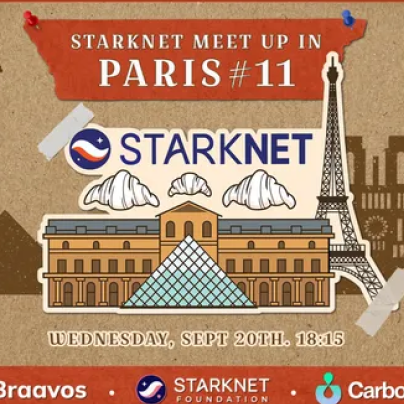 STARKNET MEET UP IN
PARIS #11
STARKNET
WEDNESDAY, SEPT 20TH. 18:15
Braavos • STARKNET FOUNDATION • Carbo